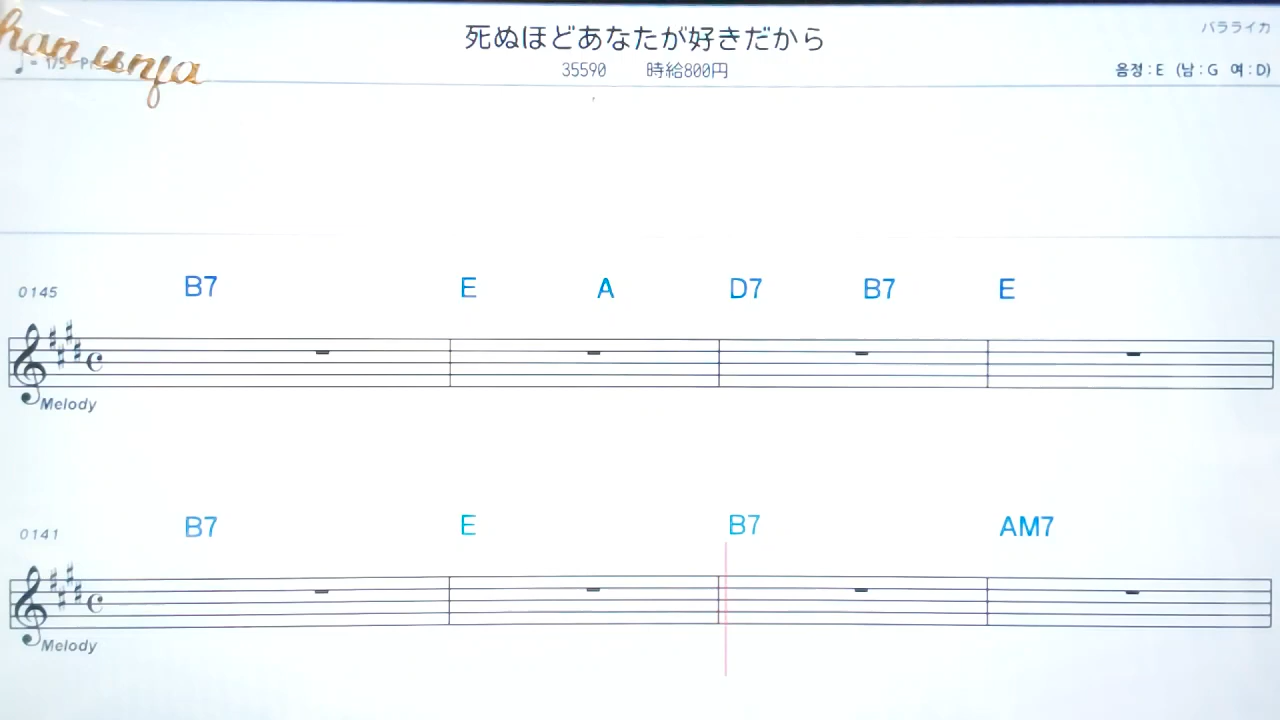 han unja
死ぬほどあなたが好きだから
バラライカ
35590 時給800円
음정 : E (남 : G 여 : D)
0145 B7 E A D7 B7 E
Melody
0141 B7 E B7 AM7
Melody